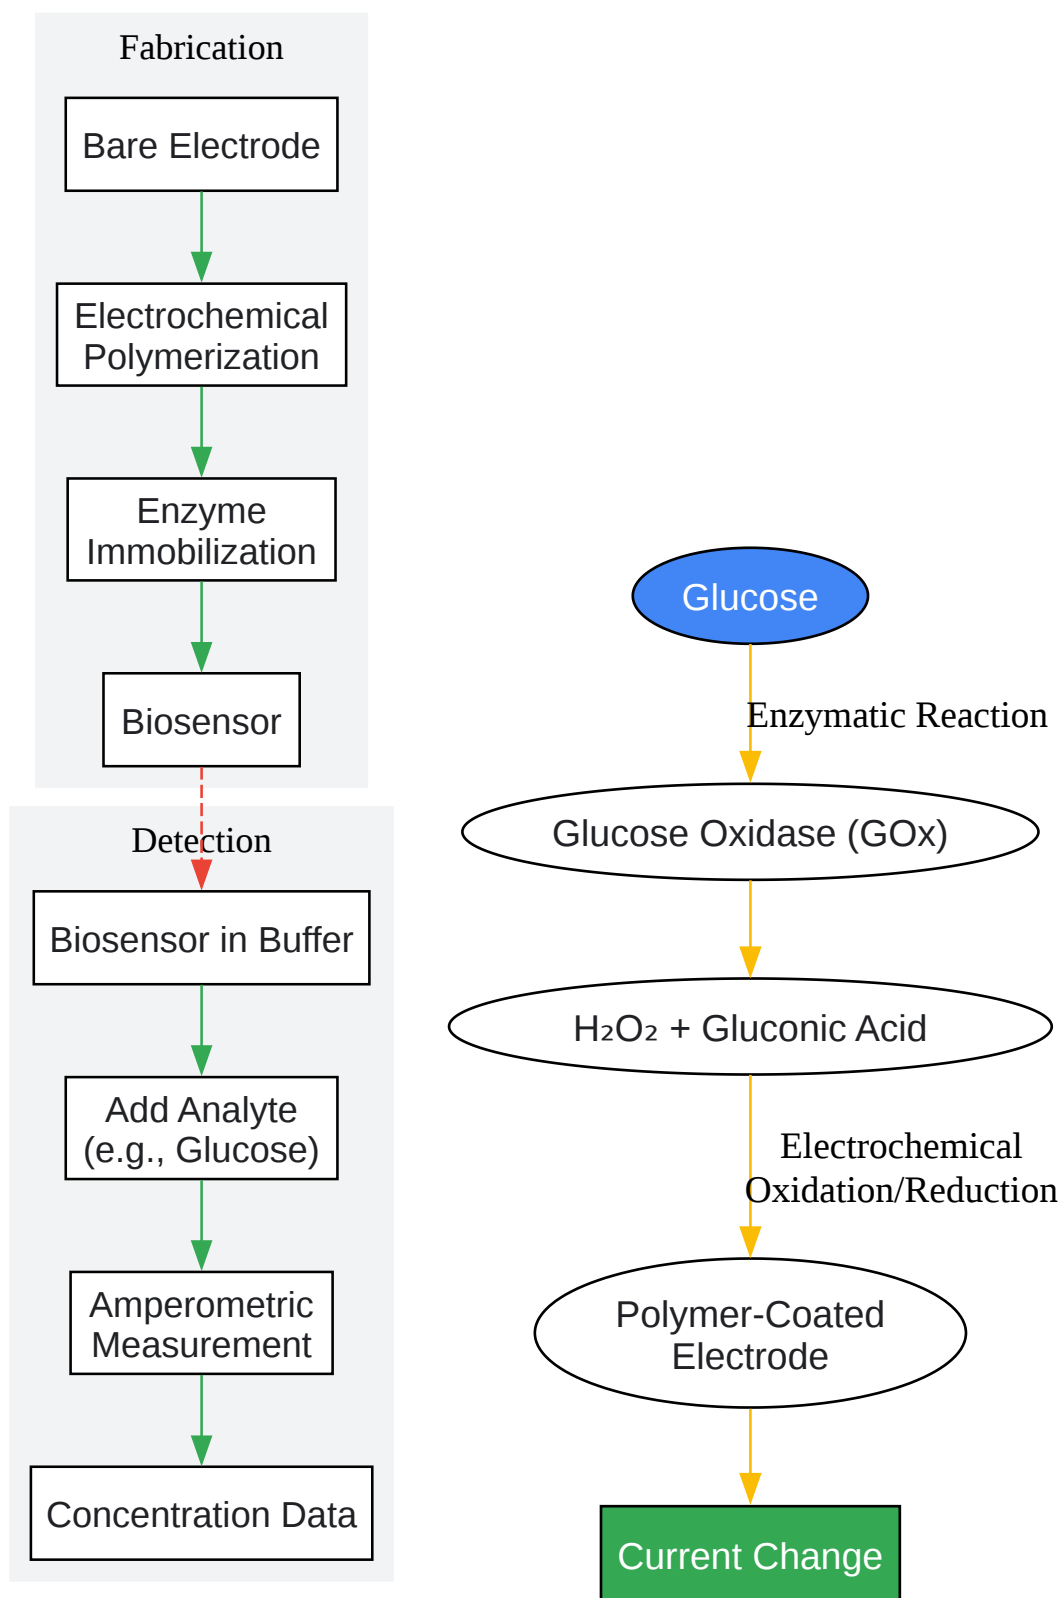 Fabrication
Bare Electrode
Electrochemical
Polymerization
Enzyme
Immobilization
Biosensor
Detection
Biosensor in Buffer
Add Analyte
(e.g., Glucose)
Amperometric
Measurement
Concentration Data
Glucose
Enzymatic Reaction
Glucose Oxidase (GOx)
H₂O₂ + Gluconic Acid
Electrochemical
Oxidation/Reduction
Polymer-Coated
Electrode
Current Change